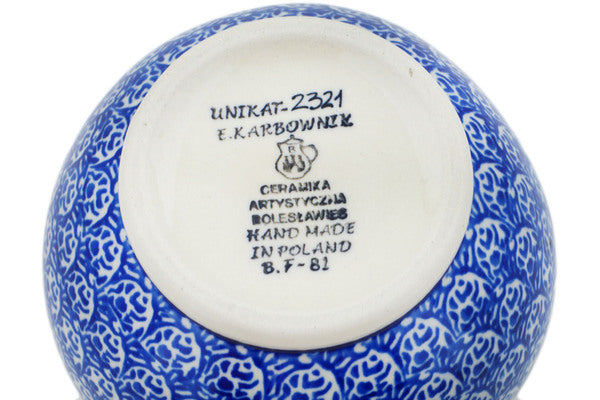 UNIKAT-2321
E.KARBOWNIK
CERAMIKA
ARTYSTYCZNA
BOLESŁAWIEC
HAND MADE
IN POLAND
B.F-81